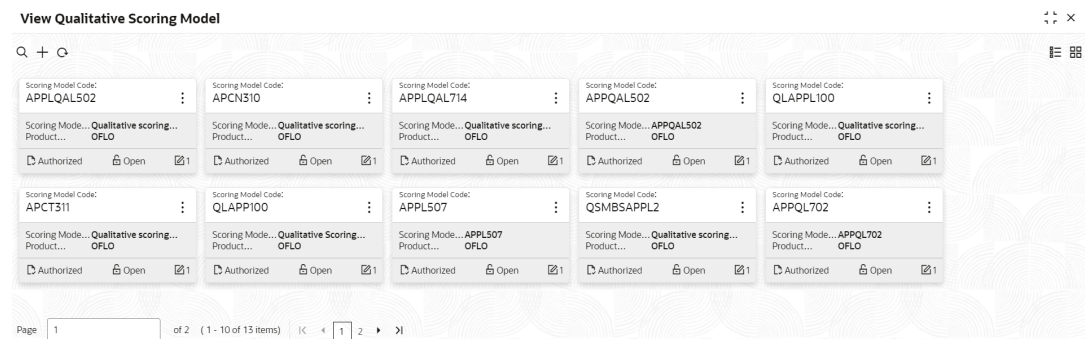 View Qualitative Scoring Model
Scoring Model Code: Scoring Model Code: Scoring Model Code: Scoring Model Code: Scoring Model Code:
APPLQAL502 APCN310 APPLQAL714 APPQAL502 QLAPPL100
Scoring Mode... Qualitative scoring... Scoring Mode... Qualitative scoring... Scoring Mode... Qualitative scoring... Scoring Mode... APPQAL502 Scoring Mode... Qualitative scoring...
Product... OFLO Product... OFLO Product... OFLO Product... OFLO Product... OFLO
Authorized Open 1 Authorized Open 1 Authorized Open 1 Authorized Open 1 Authorized Open 1
Scoring Model Code: Scoring Model Code: Scoring Model Code: Scoring Model Code: Scoring Model Code:
APCT311 QLAPP100 APPL507 QSMBSAPPL2 APPQL702
Scoring Mode... Qualitative scoring... Scoring Mode... Qualitative Scoring... Scoring Mode... APPL507 Scoring Mode... Qualitative scoring... Scoring Mode... APPQL702
Product... OFLO Product... OFLO Product... OFLO Product... OFLO Product... OFLO
Authorized Open 1 Authorized Open 1 Authorized Open 1 Authorized Open 1 Authorized Open 1
Page 1 of 2 ( 1 - 10 of 13 items) 1 2